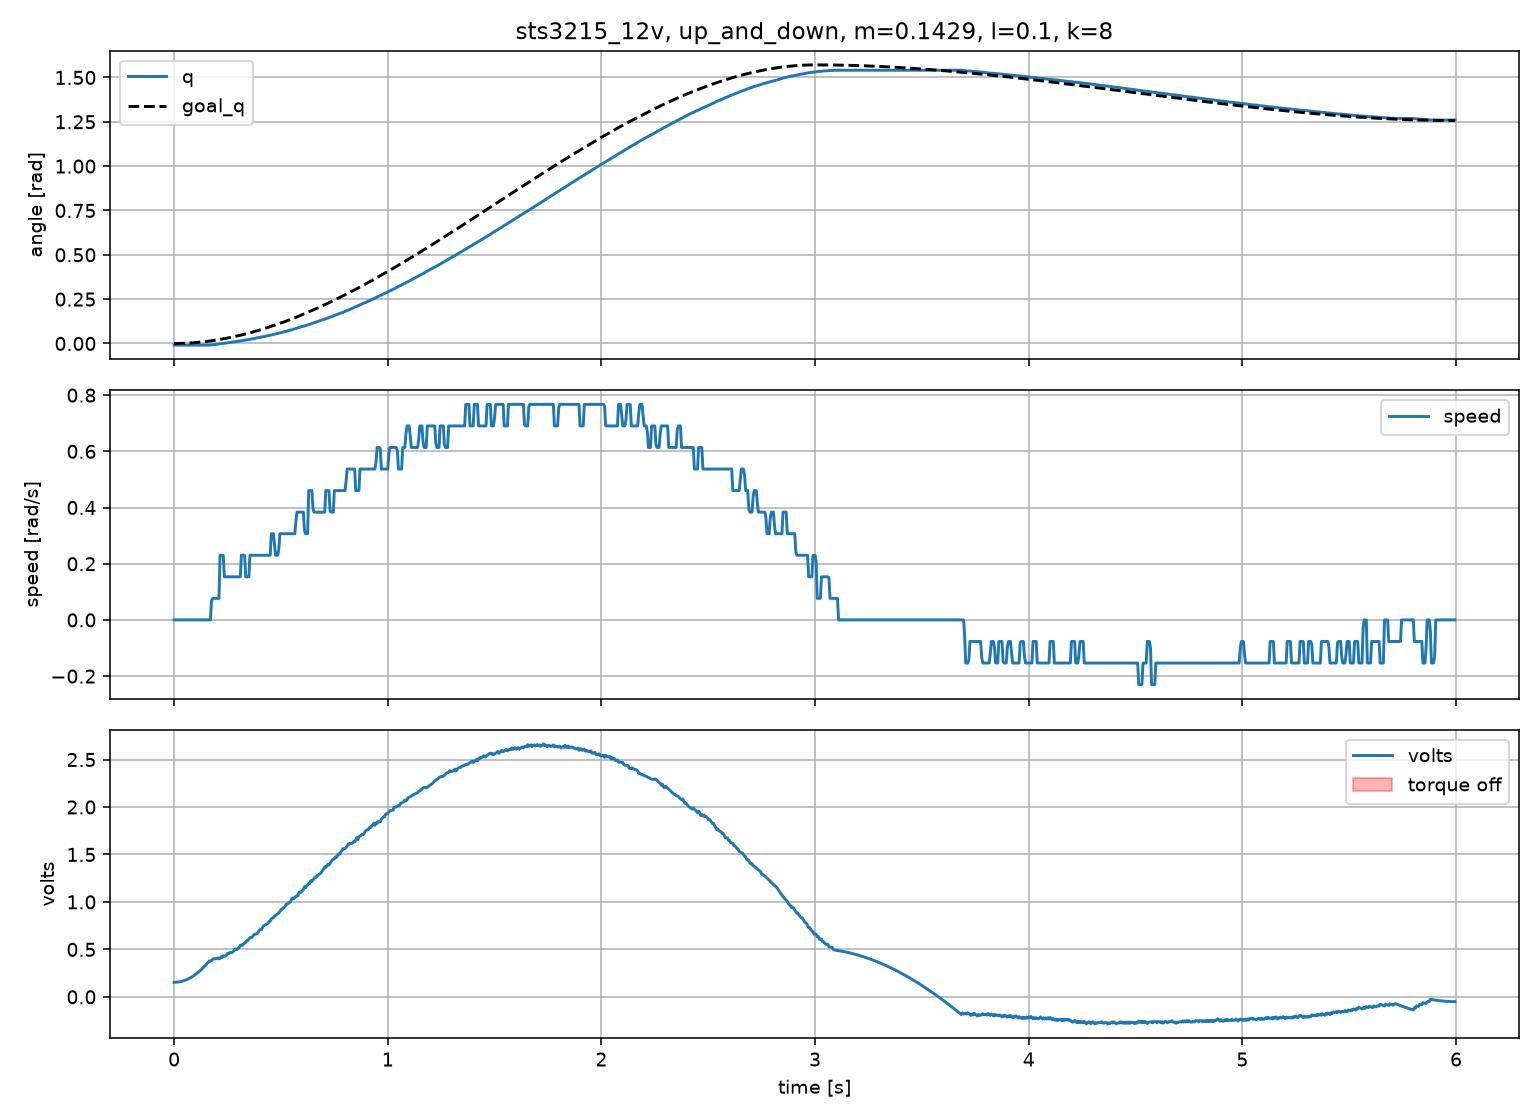 sts3215_12v, up_and_down, m=0.1429, l=0.1, k=8
q
goal_q
angle [rad]
1.50
1.25
1.00
0.75
0.50
0.25
0.00
speed
speed [rad/s]
0.8
0.6
0.4
0.2
0.0
−0.2
volts
torque off
volts
2.5
2.0
1.5
1.0
0.5
0.0
0 1 2 3 4 5 6
time [s]